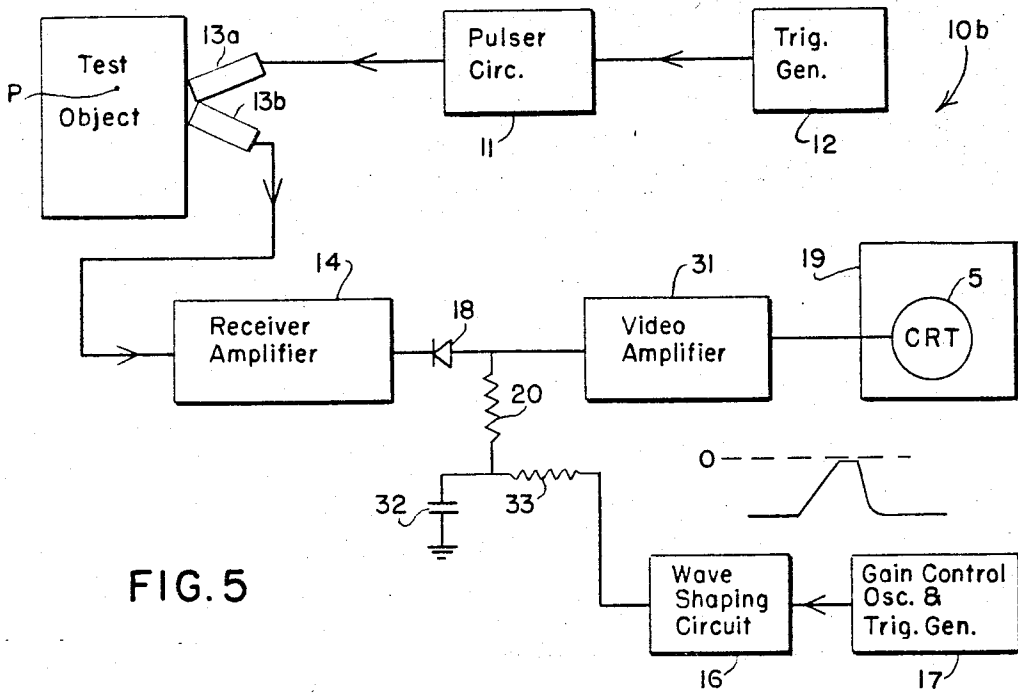 Test
Object
P
13a
13b
Pulser
Circ.
11
Trig.
Gen.
12
10b
14
Receiver
Amplifier
18
20
31
Video
Amplifier
19
5
CRT
O
32
33
FIG. 5
Wave
Shaping
Circuit
16
Gain Control
Osc. &
Trig. Gen.
17